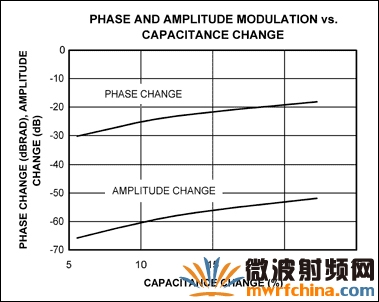 PHASE AND AMPLITUDE MODULATION vs.
CAPACITANCE CHANGE
PHASE CHANGE (dBRAD), AMPLITUDE
CHANGE (dB)
0
-10
-20
-30
-40
-50
-60
-70
PHASE CHANGE
AMPLITUDE CHANGE
5
10
CAPACITANCE CHANGE (%)
微波射频网
mwrfchina.com